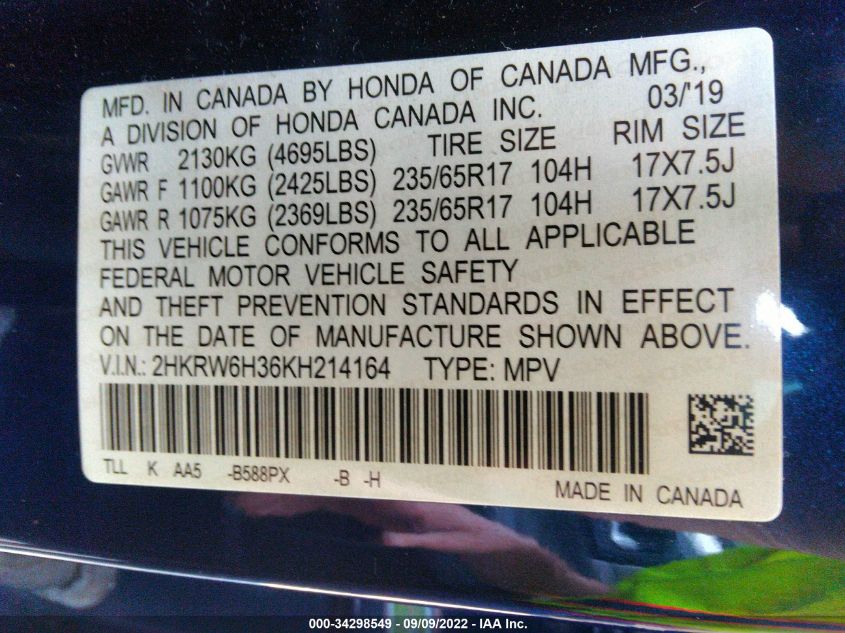 MFD. IN CANADA BY HONDA OF CANADA MFG.,
A DIVISION OF HONDA CANADA INC. 03/'19
GVWR 2130KG (4695LBS) TIRE SIZE RIM SIZE
GAWR F 1100KG (2425LBS) 235/65R17 104H 17X7.5J
GAWR R 1075KG (2369LBS) 235/65R17 104H 17X7.5J
THIS VEHICLE CONFORMS TO ALL APPLICABLE
FEDERAL MOTOR VEHICLE SAFETY
AND THEFT PREVENTION STANDARDS IN EFFECT
ON THE DATE OF MANUFACTURE SHOWN ABOVE.
V.I.N.: 2HKRW6H36KH214164 TYPE: MPV
TLL K AA5 -B588PX -B -H
MADE IN CANADA
000-34298549 - 09/09/2022 - IAA Inc.